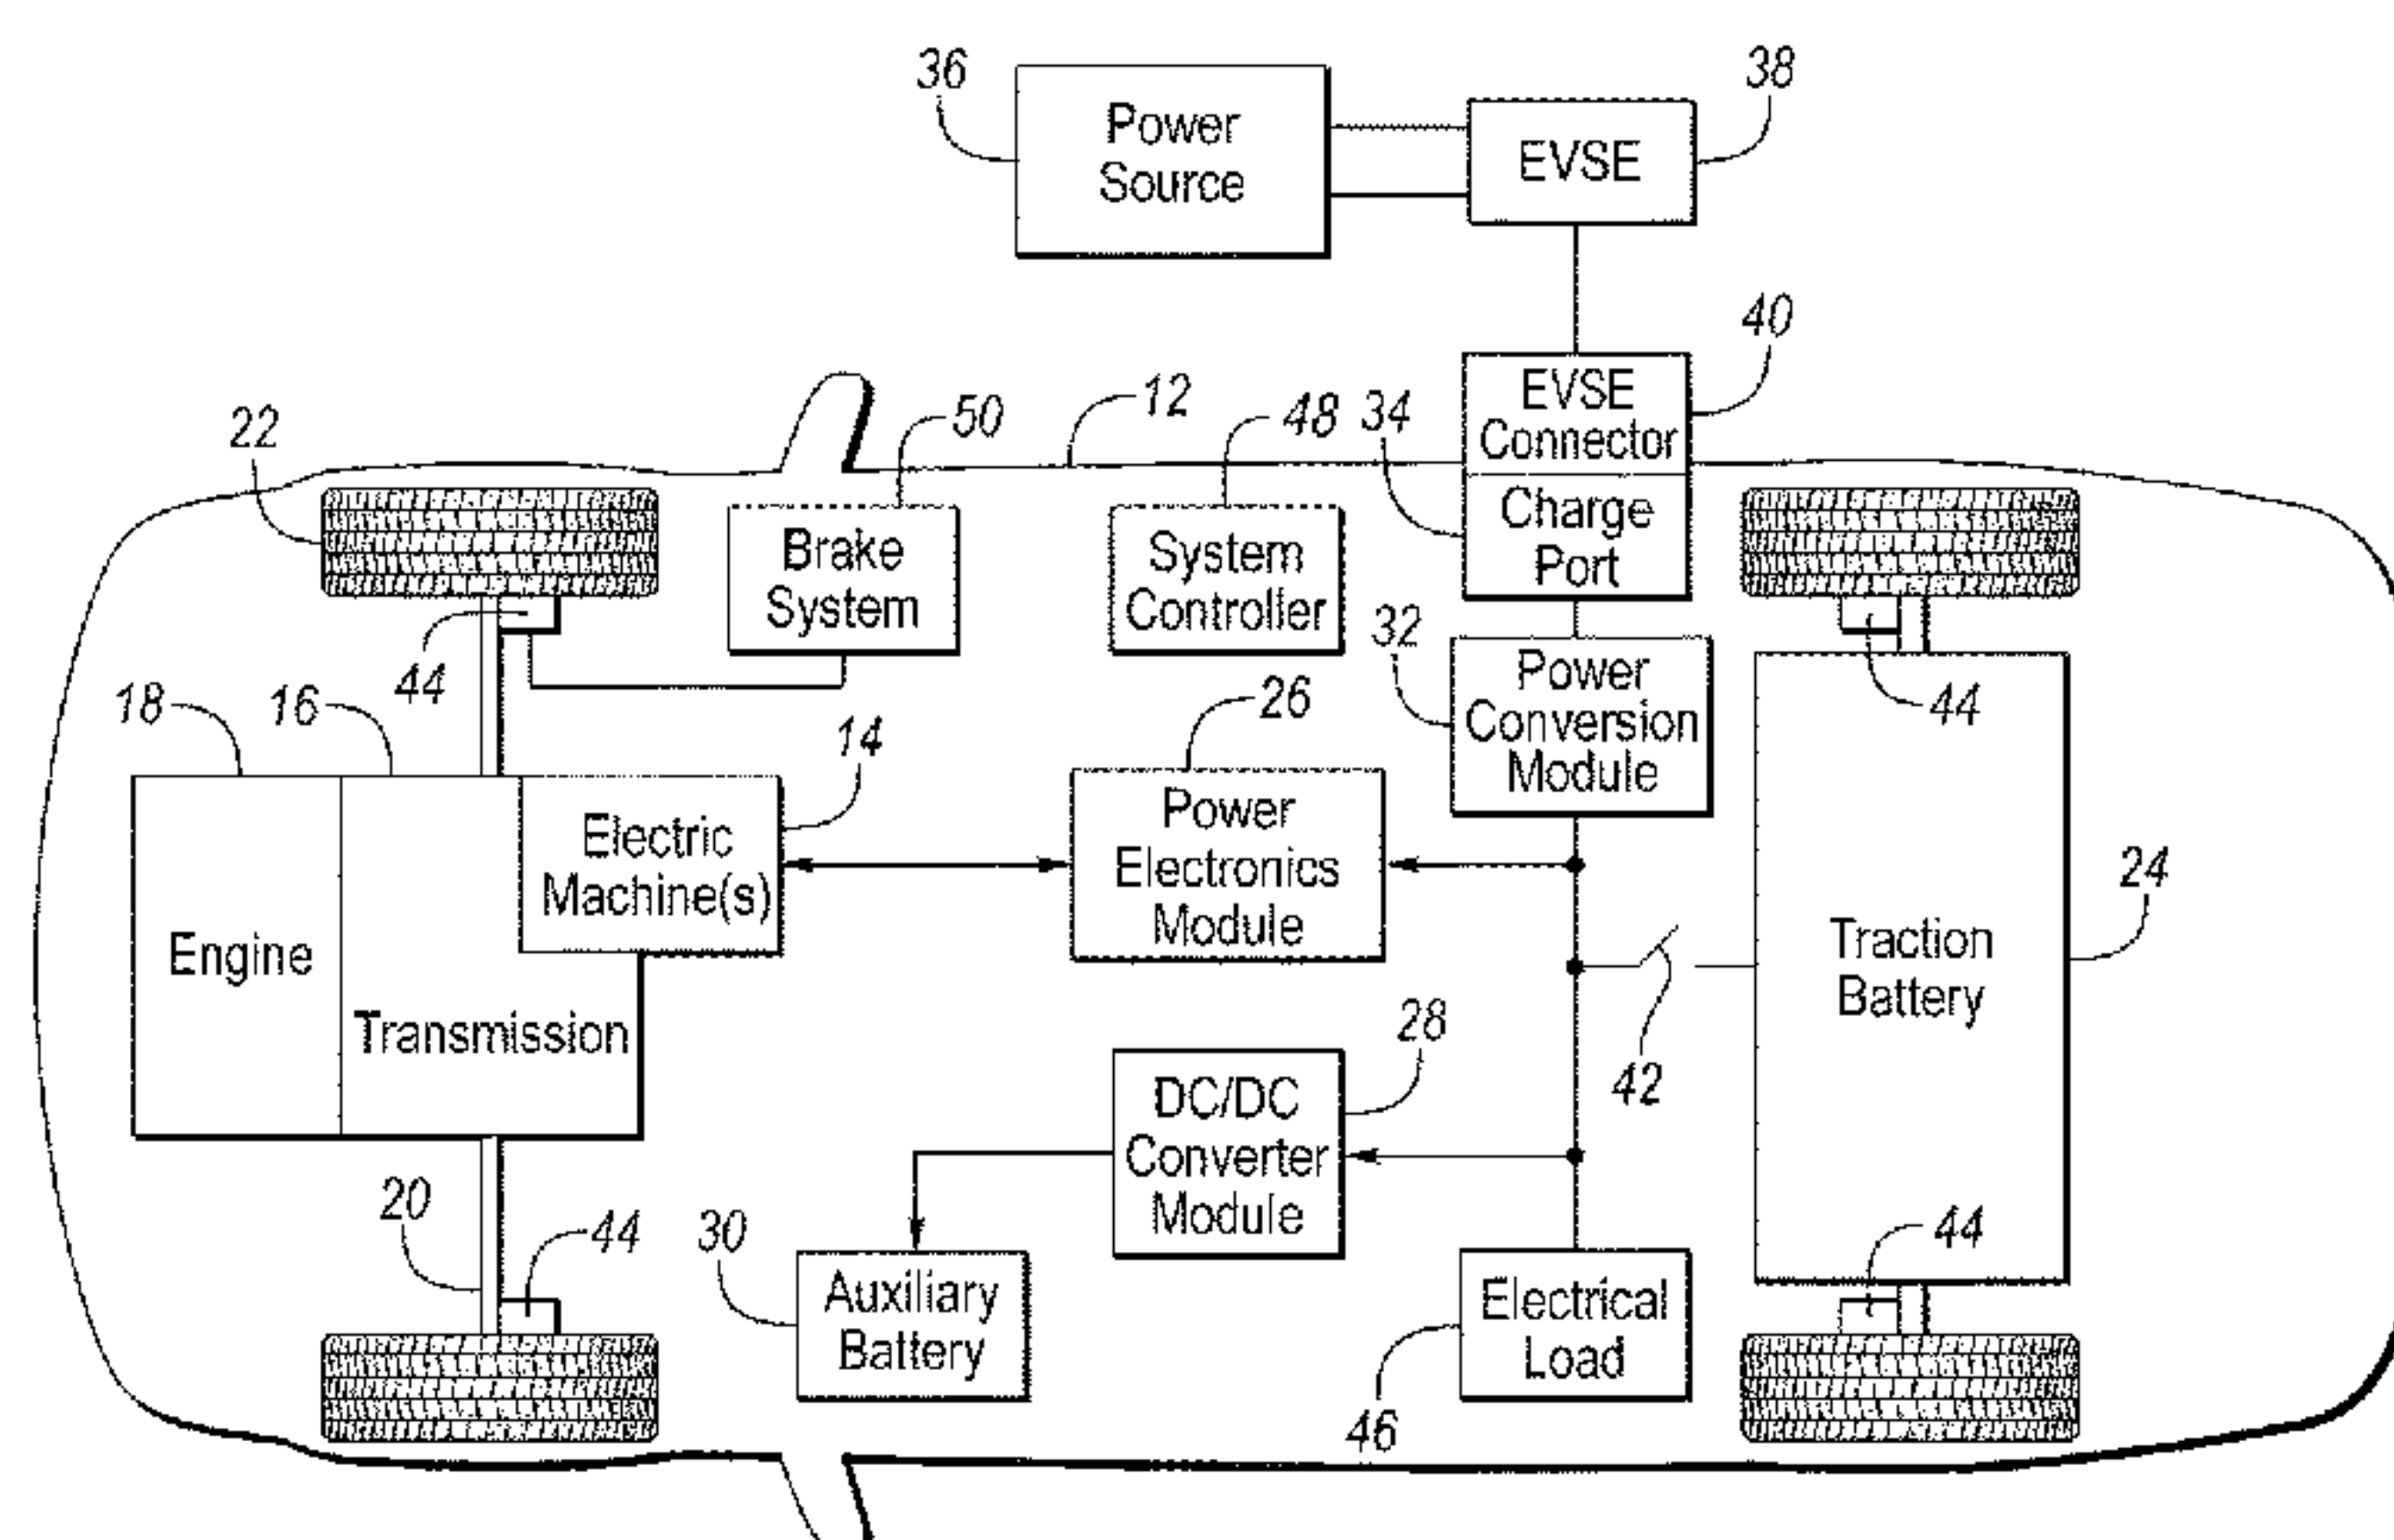 36
Power
Source
38
EVSE
40
EVSE
Connector
12
50
48
34
22
Charge
Port
Brake
System
System
Controller
44
32
Power
Conversion
Module
44
18
16
26
14
Electric
Machine(s)
Power
Electronics
Module
24
Engine
Traction
Battery
Transmission
28
42
DC/DC
Converter
Module
20
44
30
44
Auxiliary
Battery
Electrical
Load
46